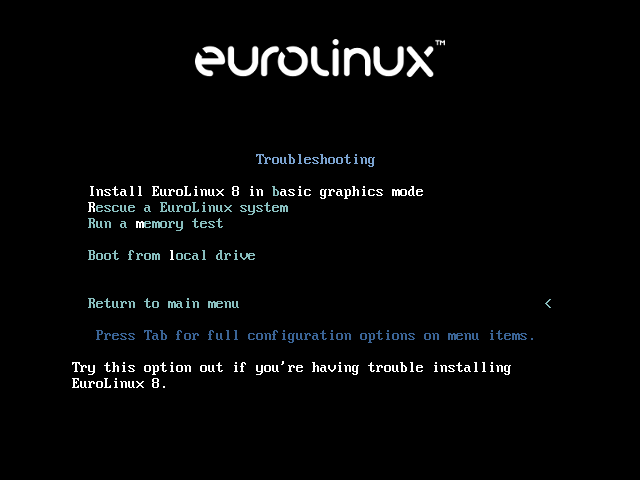 eurolinux™
Troubleshooting
Install EuroLinux 8 in basic graphics mode
Rescue a EuroLinux system
Run a memory test
Boot from local drive
Return to main menu <
Press Tab for full configuration options on menu items.
Try this option out if you're having trouble installing
EuroLinux 8.